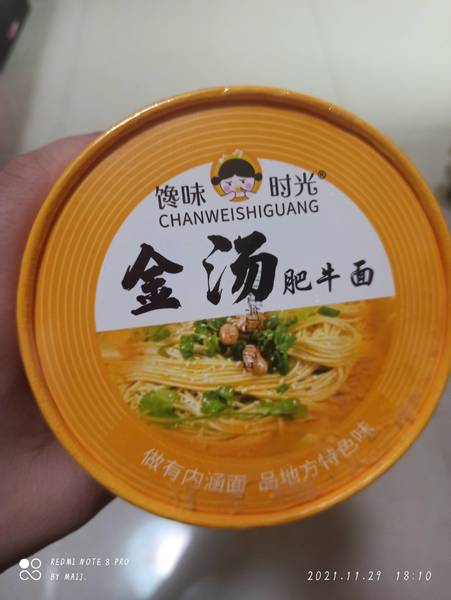 馋味 时光®
CHANWEISHIGUANG
金汤 肥牛面
做有内涵面 品地方特色味
REDMI NOTE 8 PRO
BY MAIJ.
2021.11.29 18:10